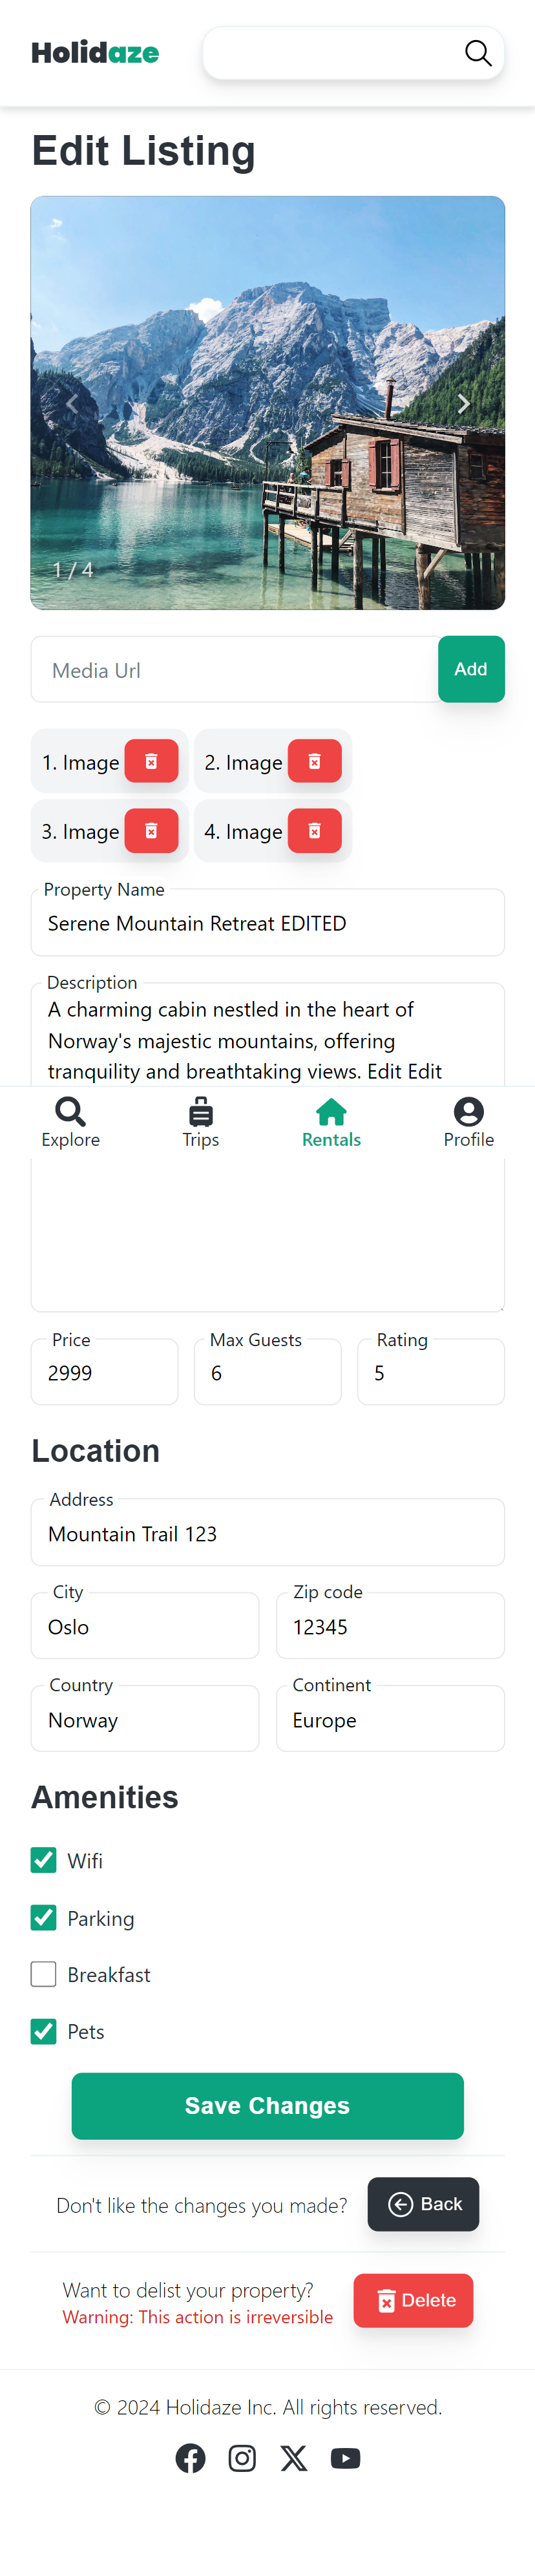 Holidaze
Edit Listing
1 / 4
Media Url
Add
1. Image
2. Image
3. Image
4. Image
Property Name
Serene Mountain Retreat EDITED
Description
A charming cabin nestled in the heart of
Norway's majestic mountains, offering
tranquility and breathtaking views. Edit Edit
Explore
Trips
Rentals
Profile
Price
Max Guests
Rating
2999
6
5
Location
Address
Mountain Trail 123
City
Zip code
Oslo
12345
Country
Continent
Norway
Europe
Amenities
Wifi
Parking
Breakfast
Pets
Save Changes
Don't like the changes you made?
Back
Want to delist your property?
Warning: This action is irreversible
Delete
© 2024 Holidaze Inc. All rights reserved.